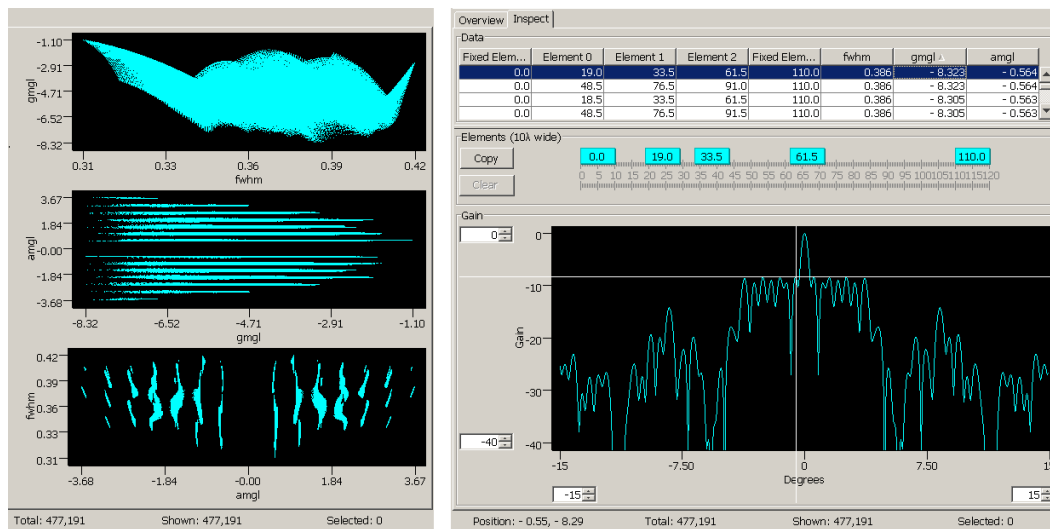 -1.10
-2.91
-4.71
-6.52
-8.32
gmgl
0.31 0.33 0.36 0.39 0.42
fwhm
3.67
1.84
-0.00
-1.84
-3.68
amgl
-8.32 -6.52 -4.71 -2.91 -1.10
gmgl
0.42
0.39
0.36
0.33
0.31
fwhm
-3.68 -1.84 -0.00 1.84 3.67
amgl
Total: 477,191 Shown: 477,191 Selected: 0
Overview Inspect
Data
Fixed Elem... Element 0 Element 1 Element 2 Fixed Elem... fwhm gmgl amgl
0.0 19.0 33.5 61.5 110.0 0.386 - 8.323 - 0.564
0.0 48.5 76.5 91.0 110.0 0.386 - 8.323 - 0.564
0.0 18.5 33.5 61.5 110.0 0.386 - 8.305 - 0.563
0.0 48.5 76.5 91.5 110.0 0.386 - 8.305 - 0.563
Elements (10λ wide)
Copy
Clear
0.0 19.0 33.5 61.5 110.0
0 5 10 15 20 25 30 35 40 45 50 55 60 65 70 75 80 85 90 95 100105110115120
Gain
0
-40
0
-10
-20
-30
-40
Gain
-15 -7.50 0 7.50 15
Degrees
-15 15
Position: - 0.55, - 8.29 Total: 477,191 Shown: 477,191 Selected: 0